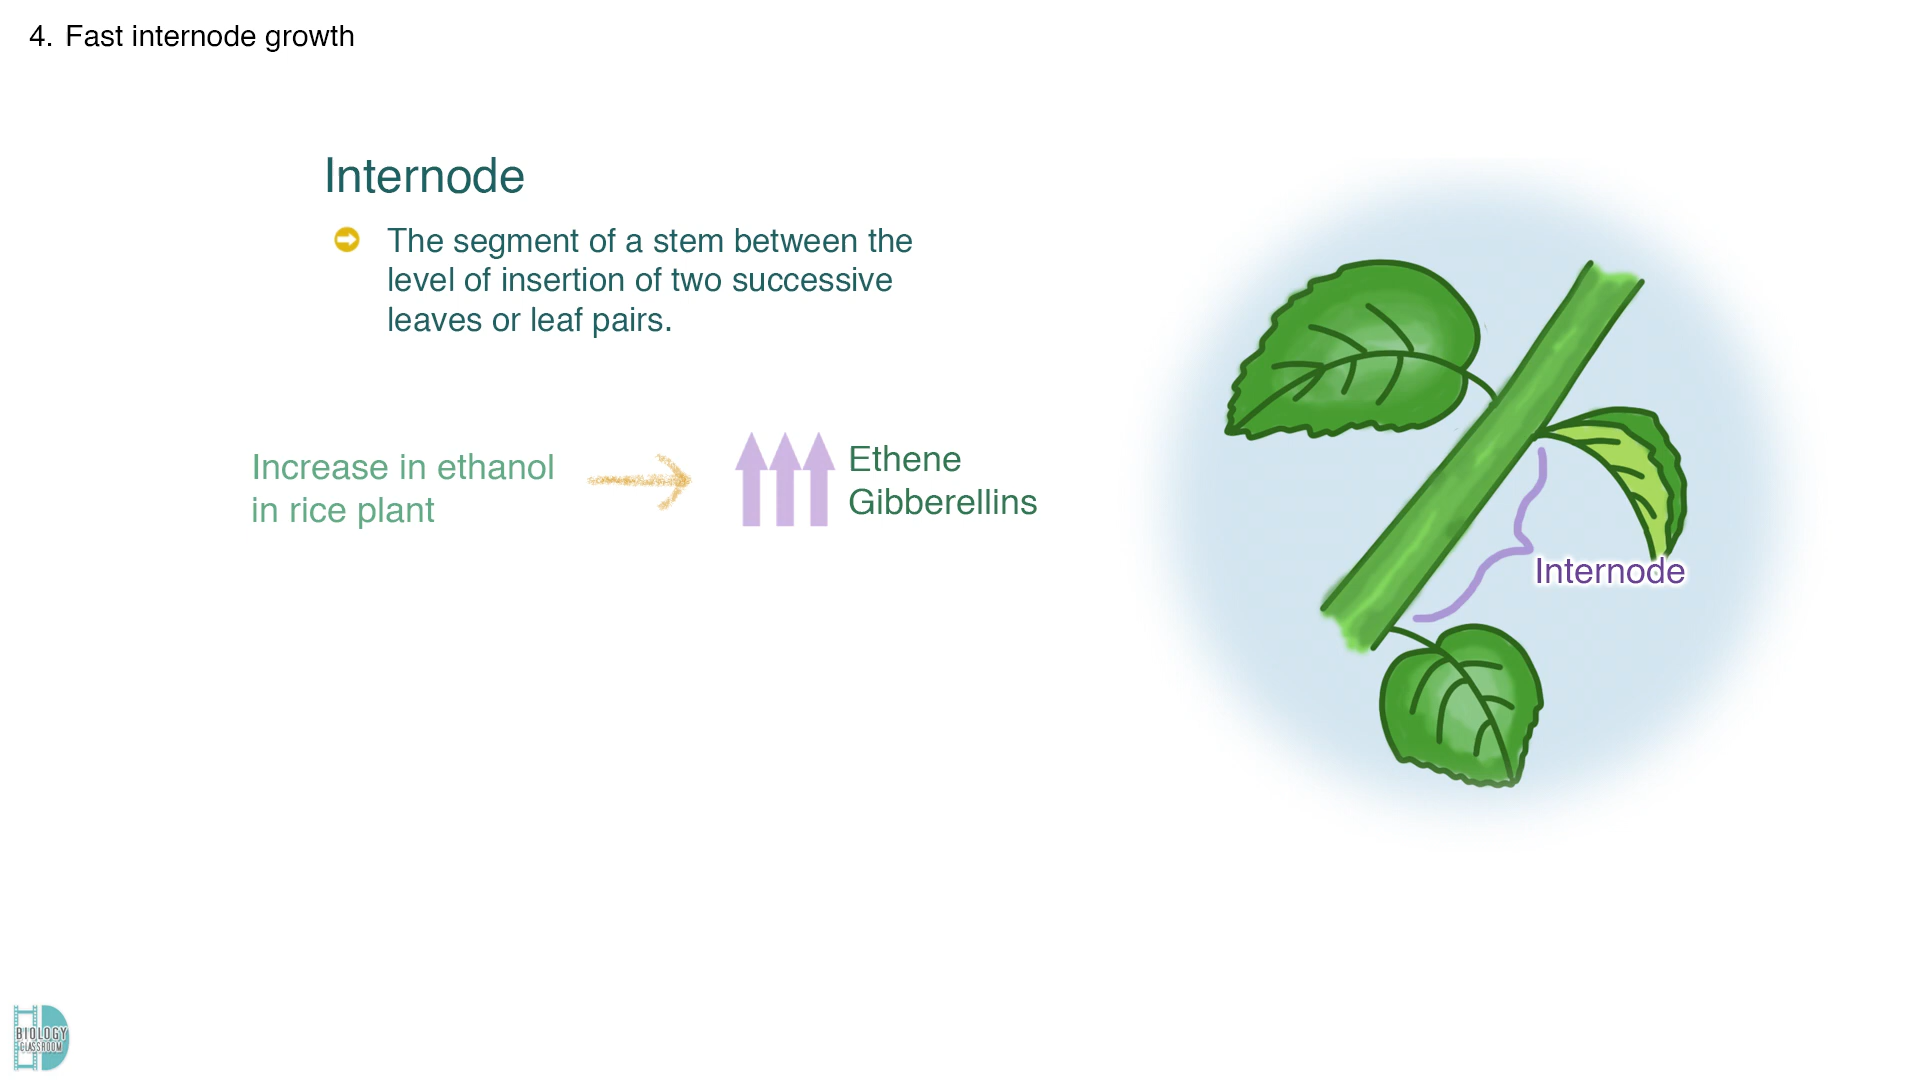 4. Fast internode growth
Internode
The segment of a stem between the
level of insertion of two successive
leaves or leaf pairs.
Increase in ethanol
in rice plant
Ethene
Gibberellins
Internode
BIOLOGY
CLASSROOM